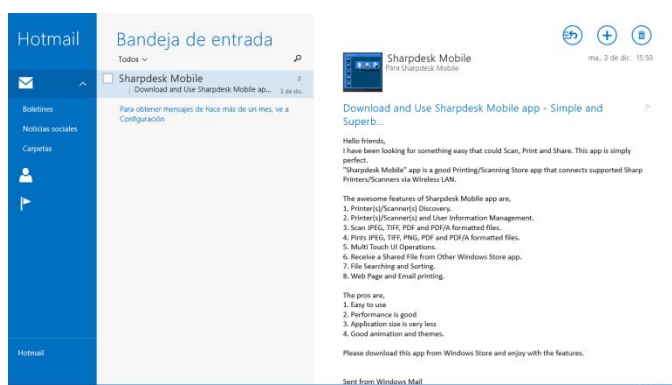 Hotmail
Boletines
Noticias sociales
Carpetas
Hotmail
Bandeja de entrada
Todos
Sharpdesk Mobile 2
Download and Use Sharpdesk Mobile ap... 3 de dic.
Para obtener mensajes de hace más de un mes, ve a
Configuración
Sharpdesk Mobile ma., 3 de dic. 15:50
Para Sharpdesk Mobile
Download and Use Sharpdesk Mobile app - Simple and
Superb...
Hello friends,
I have been looking for something easy that could Scan, Print and Share. This app is simply
perfect.
"Sharpdesk Mobile" app is a good Printing/Scanning Store app that connects supported Sharp
Printers/Scanners via Wireless LAN.
The awesome features of Sharpdesk Mobile app are,
1. Printer(s)/Scanner(s) Discovery.
2. Printer(s)/Scanner(s) and User Information Management.
3. Scan JPEG, TIFF, PDF and PDF/A formatted files.
4. Pints JPEG, TIFF, PNG, PDF and PDF/A formatted files.
5. Multi Touch UI Operations.
6. Receive a Shared File from Other Windows Store app.
7. File Searching and Sorting.
8. Web Page and Email printing.
The pros are,
1. Easy to use
2. Performance is good
3. Application size is very less
4. Good animation and themes.
Please download this app from Windows Store and enjoy with the features.
Sent from Windows Mail